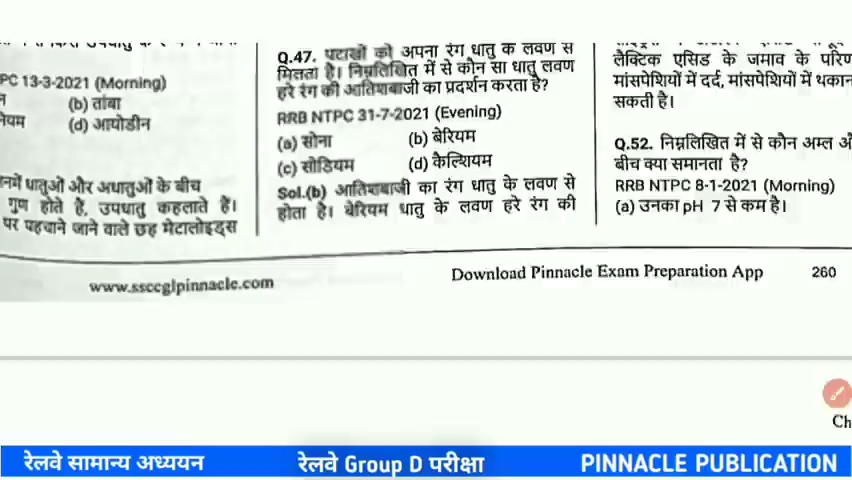 PC 13-3-2021 (Morning)
(b) तांबा
(d) आयोडीन
धातुओं और अधातुओं के बीच
गुण होते हैं, उपधातु कहलाते हैं।
पर पहचाने जाने वाले छह मेटालोइड्स
Q.47. पटाखों को अपना रंग धातु के लवण से
मिलता है। निम्नलिखित में से कौन सा धातु लवण
हरे रंग की आतिशबाजी का प्रदर्शन करता है?
RRB NTPC 31-7-2021 (Evening)
(a) सोना (b) बेरियम
(c) सोडियम (d) कैल्शियम
Sol.(b) आतिशबाजी का रंग धातु के लवण से
होता है। बेरियम धातु के लवण हरे रंग की
लैक्टिक एसिड के जमाव के
मांसपेशियों में दर्द, मांसपेशियों में
सकती है।
Q.52. निम्नलिखित में से कौन अम्ल
बीच क्या समानता है?
RRB NTPC 8-1-2021 (Morning)
(a) उनका pH 7 से कम है।
www.ssccglpinnacle.com
Download Pinnacle Exam Preparation App 260
Ch
रेलवे सामान्य अध्ययन रेलवे Group D परीक्षा PINNACLE PUBLICATION